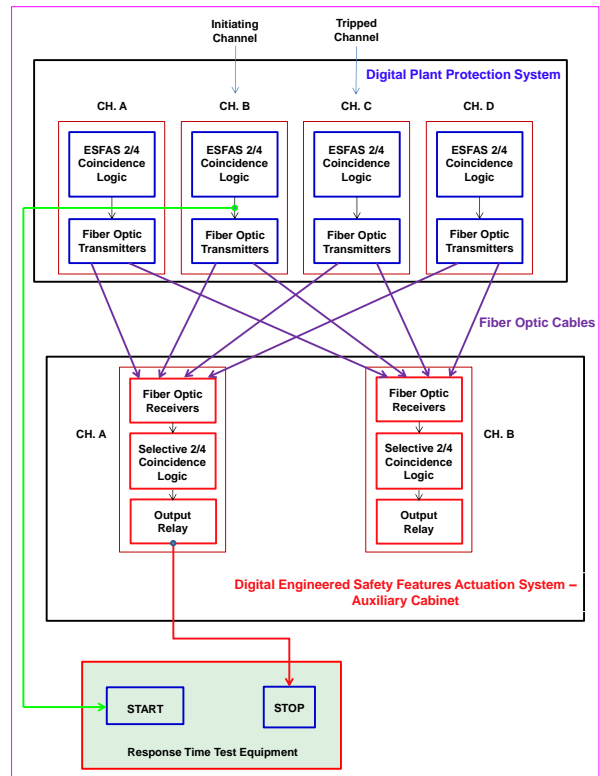 Initiating
Channel
Tripped
Channel
Digital Plant Protection System
CH. A
CH. B
CH. C
CH. D
ESFAS 2/4
Coincidence
Logic
ESFAS 2/4
Coincidence
Logic
ESFAS 2/4
Coincidence
Logic
ESFAS 2/4
Coincidence
Logic
Fiber Optic
Transmitters
Fiber Optic
Transmitters
Fiber Optic
Transmitters
Fiber Optic
Transmitters
Fiber Optic Cables
CH. A
Fiber Optic
Receivers
Selective 2/4
Coincidence
Logic
Output
Relay
Fiber Optic
Receivers
Selective 2/4
Coincidence
Logic
Output
Relay
CH. B
Digital Engineered Safety Features Actuation System –
Auxiliary Cabinet
START
STOP
Response Time Test Equipment